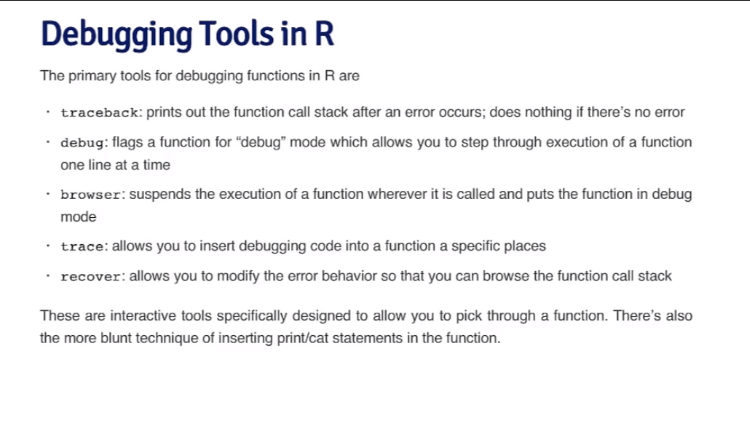 Debugging Tools in R
The primary tools for debugging functions in R are
· traceback: prints out the function call stack after an error occurs; does nothing if there's no error
· debug: flags a function for “debug” mode which allows you to step through execution of a function
one line at a time
· browser: suspends the execution of a function wherever it is called and puts the function in debug
mode
· trace: allows you to insert debugging code into a function a specific places
· recover: allows you to modify the error behavior so that you can browse the function call stack
These are interactive tools specifically designed to allow you to pick through a function. There's also
the more blunt technique of inserting print/cat statements in the function.